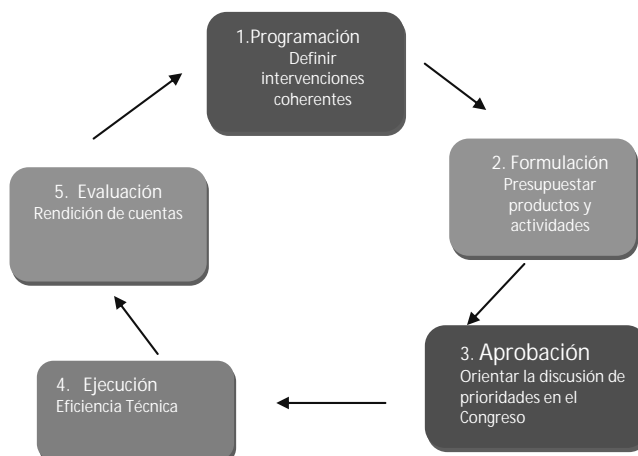 1.Programación
Definir
intervenciones
coherentes
2. Formulación
Presupuestar
productos y
actividades
3. Aprobación
Orientar la discusión de
prioridades en el
Congreso
4. Ejecución
Eficiencia Técnica
5. Evaluación
Rendición de cuentas